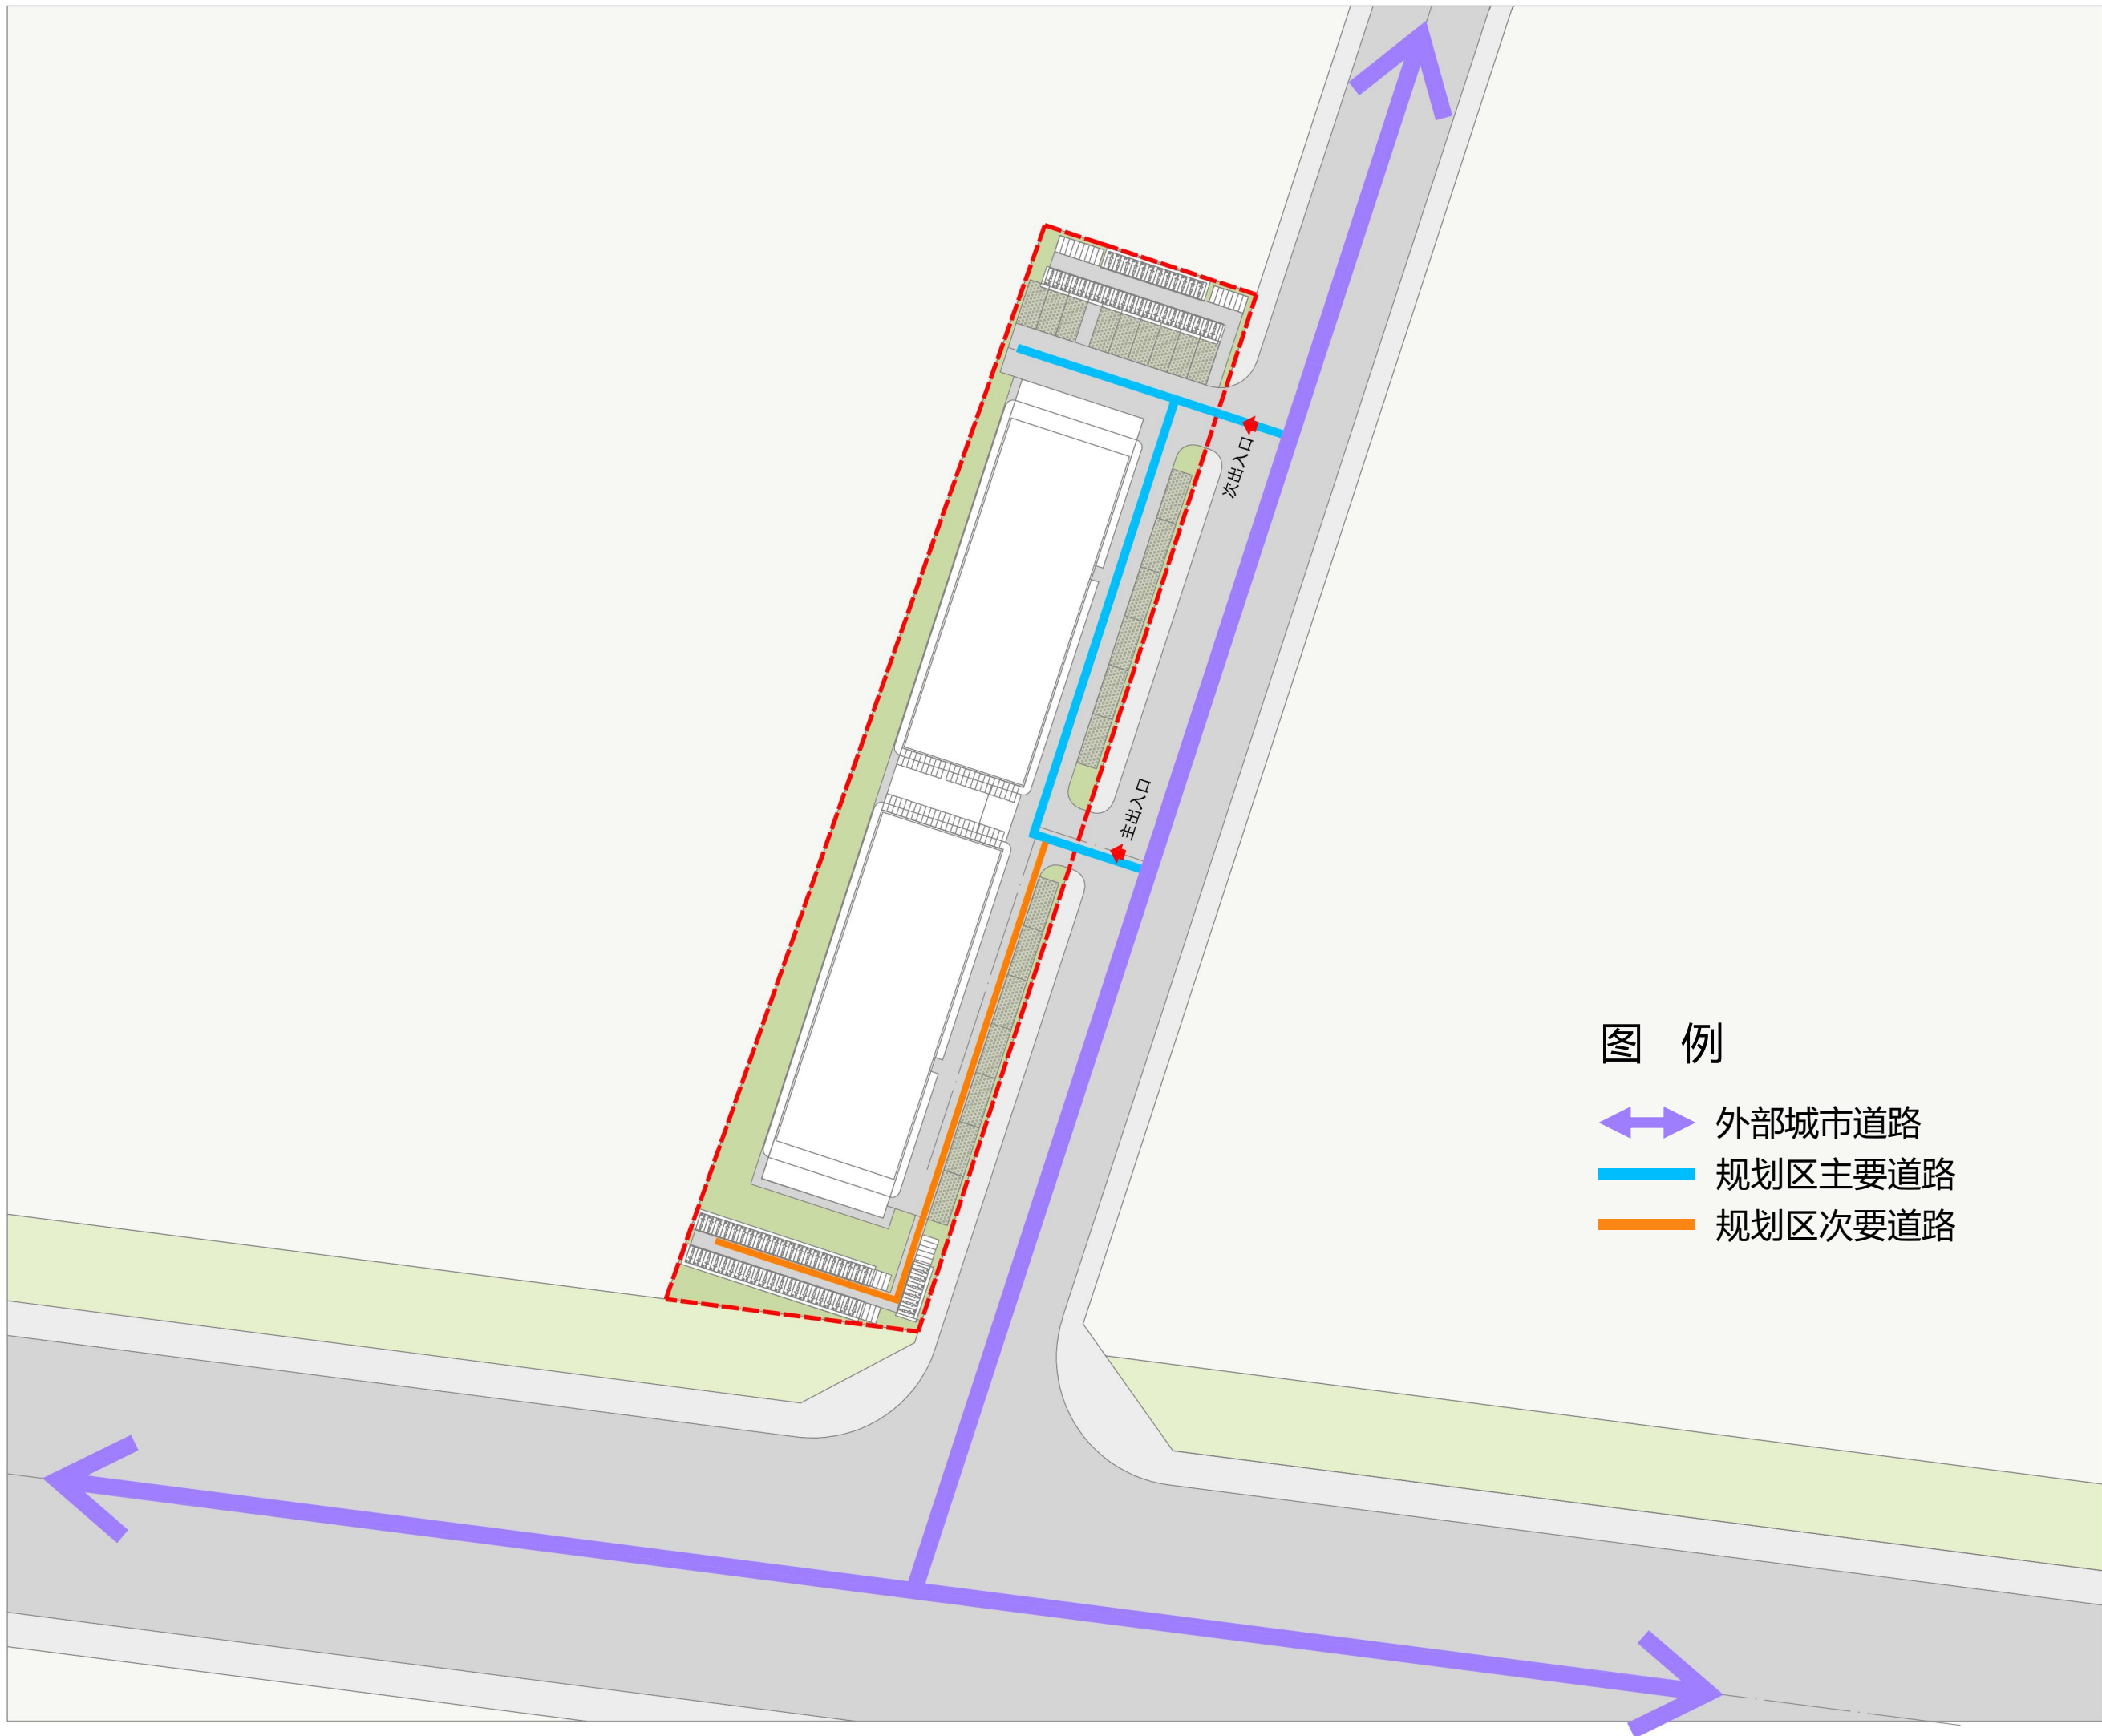 次出入口
主出入口
图 例
外部城市道路
规划区主要道路
规划区次要道路